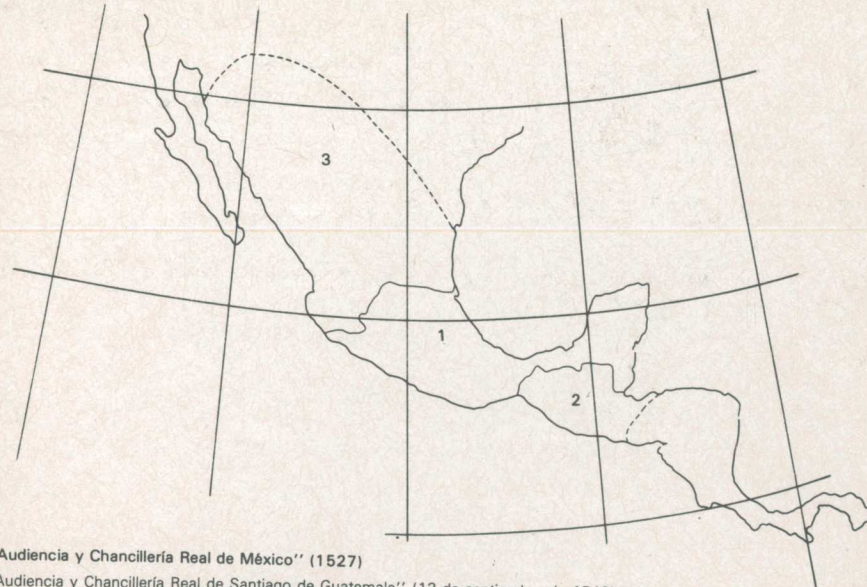 3
1
2
Audiencia y Chancillería Real de México'' (1527)
Audiencia y Chancillería Real de Santiago de Guatemala''